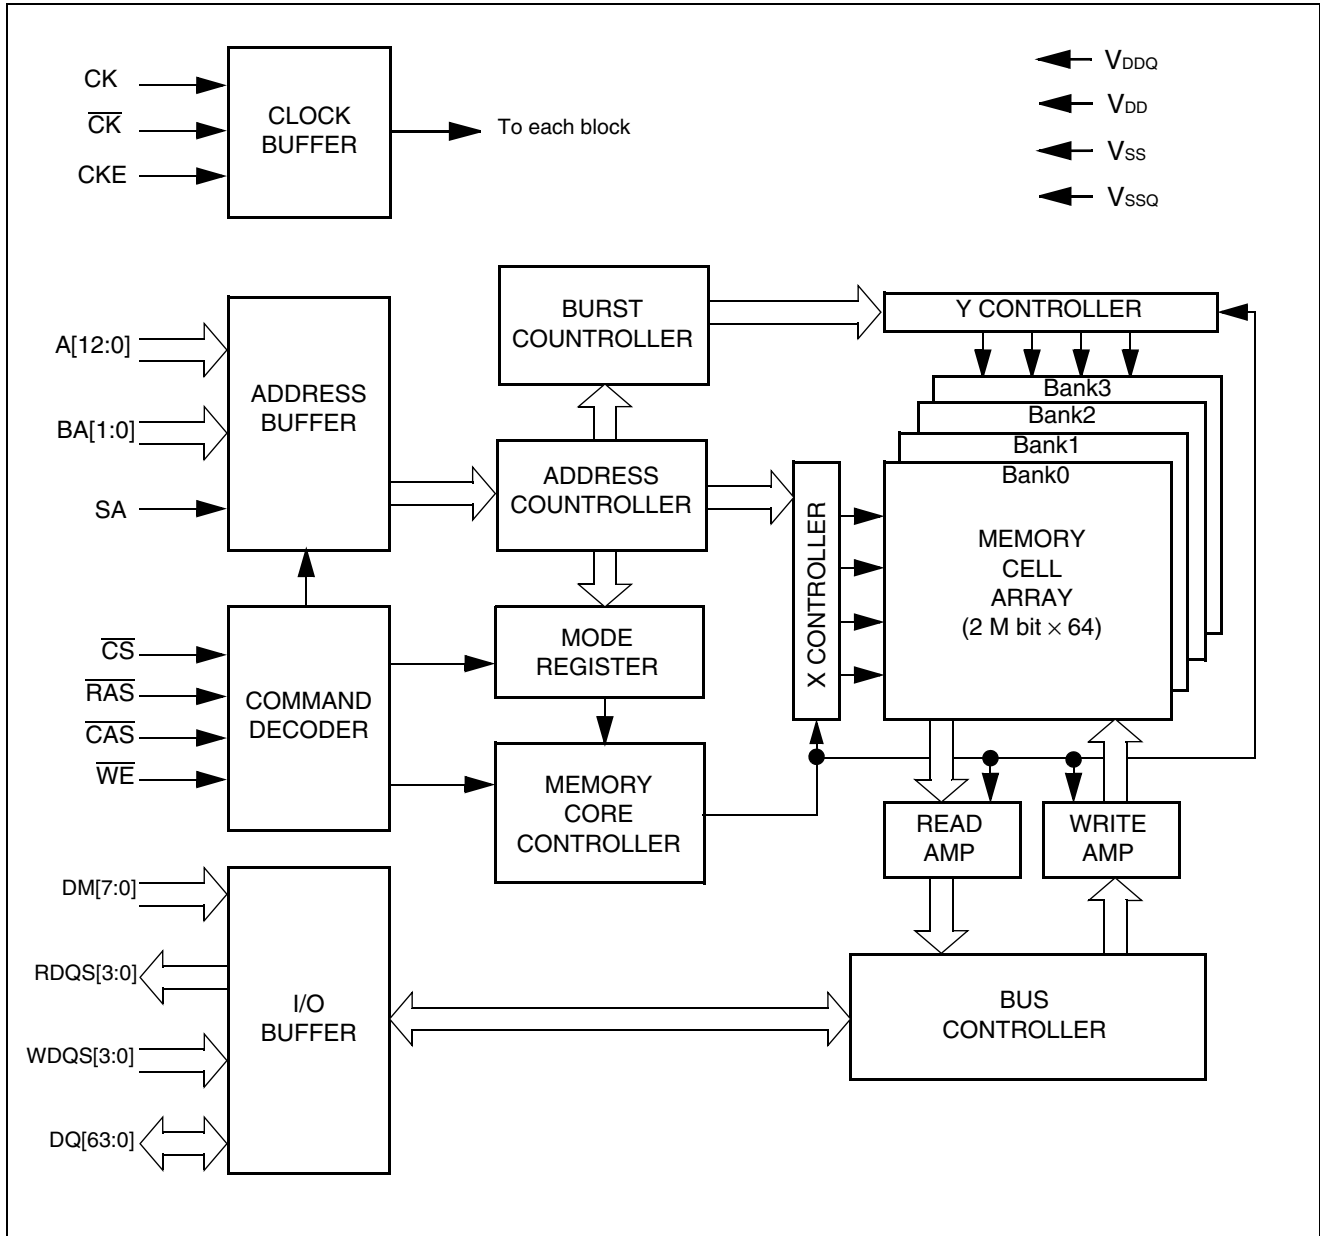 CK
CK
CKE
CLOCK
BUFFER
To each block
VDDQ
VDD
VSS
VSSQ
A[12:0]
BA[1:0]
SA
ADDRESS
BUFFER
BURST
COUNTROLLER
Y CONTROLLER
ADDRESS
COUNTROLLER
X CONTROLLER
Bank3
Bank2
Bank1
Bank0
MEMORY
CELL
ARRAY
(2 M bit × 64)
CS
RAS
CAS
WE
COMMAND
DECODER
MODE
REGISTER
MEMORY
CORE
CONTROLLER
READ
AMP
WRITE
AMP
DM[7:0]
RDQS[3:0]
WDQS[3:0]
DQ[63:0]
I/O
BUFFER
BUS
CONTROLLER